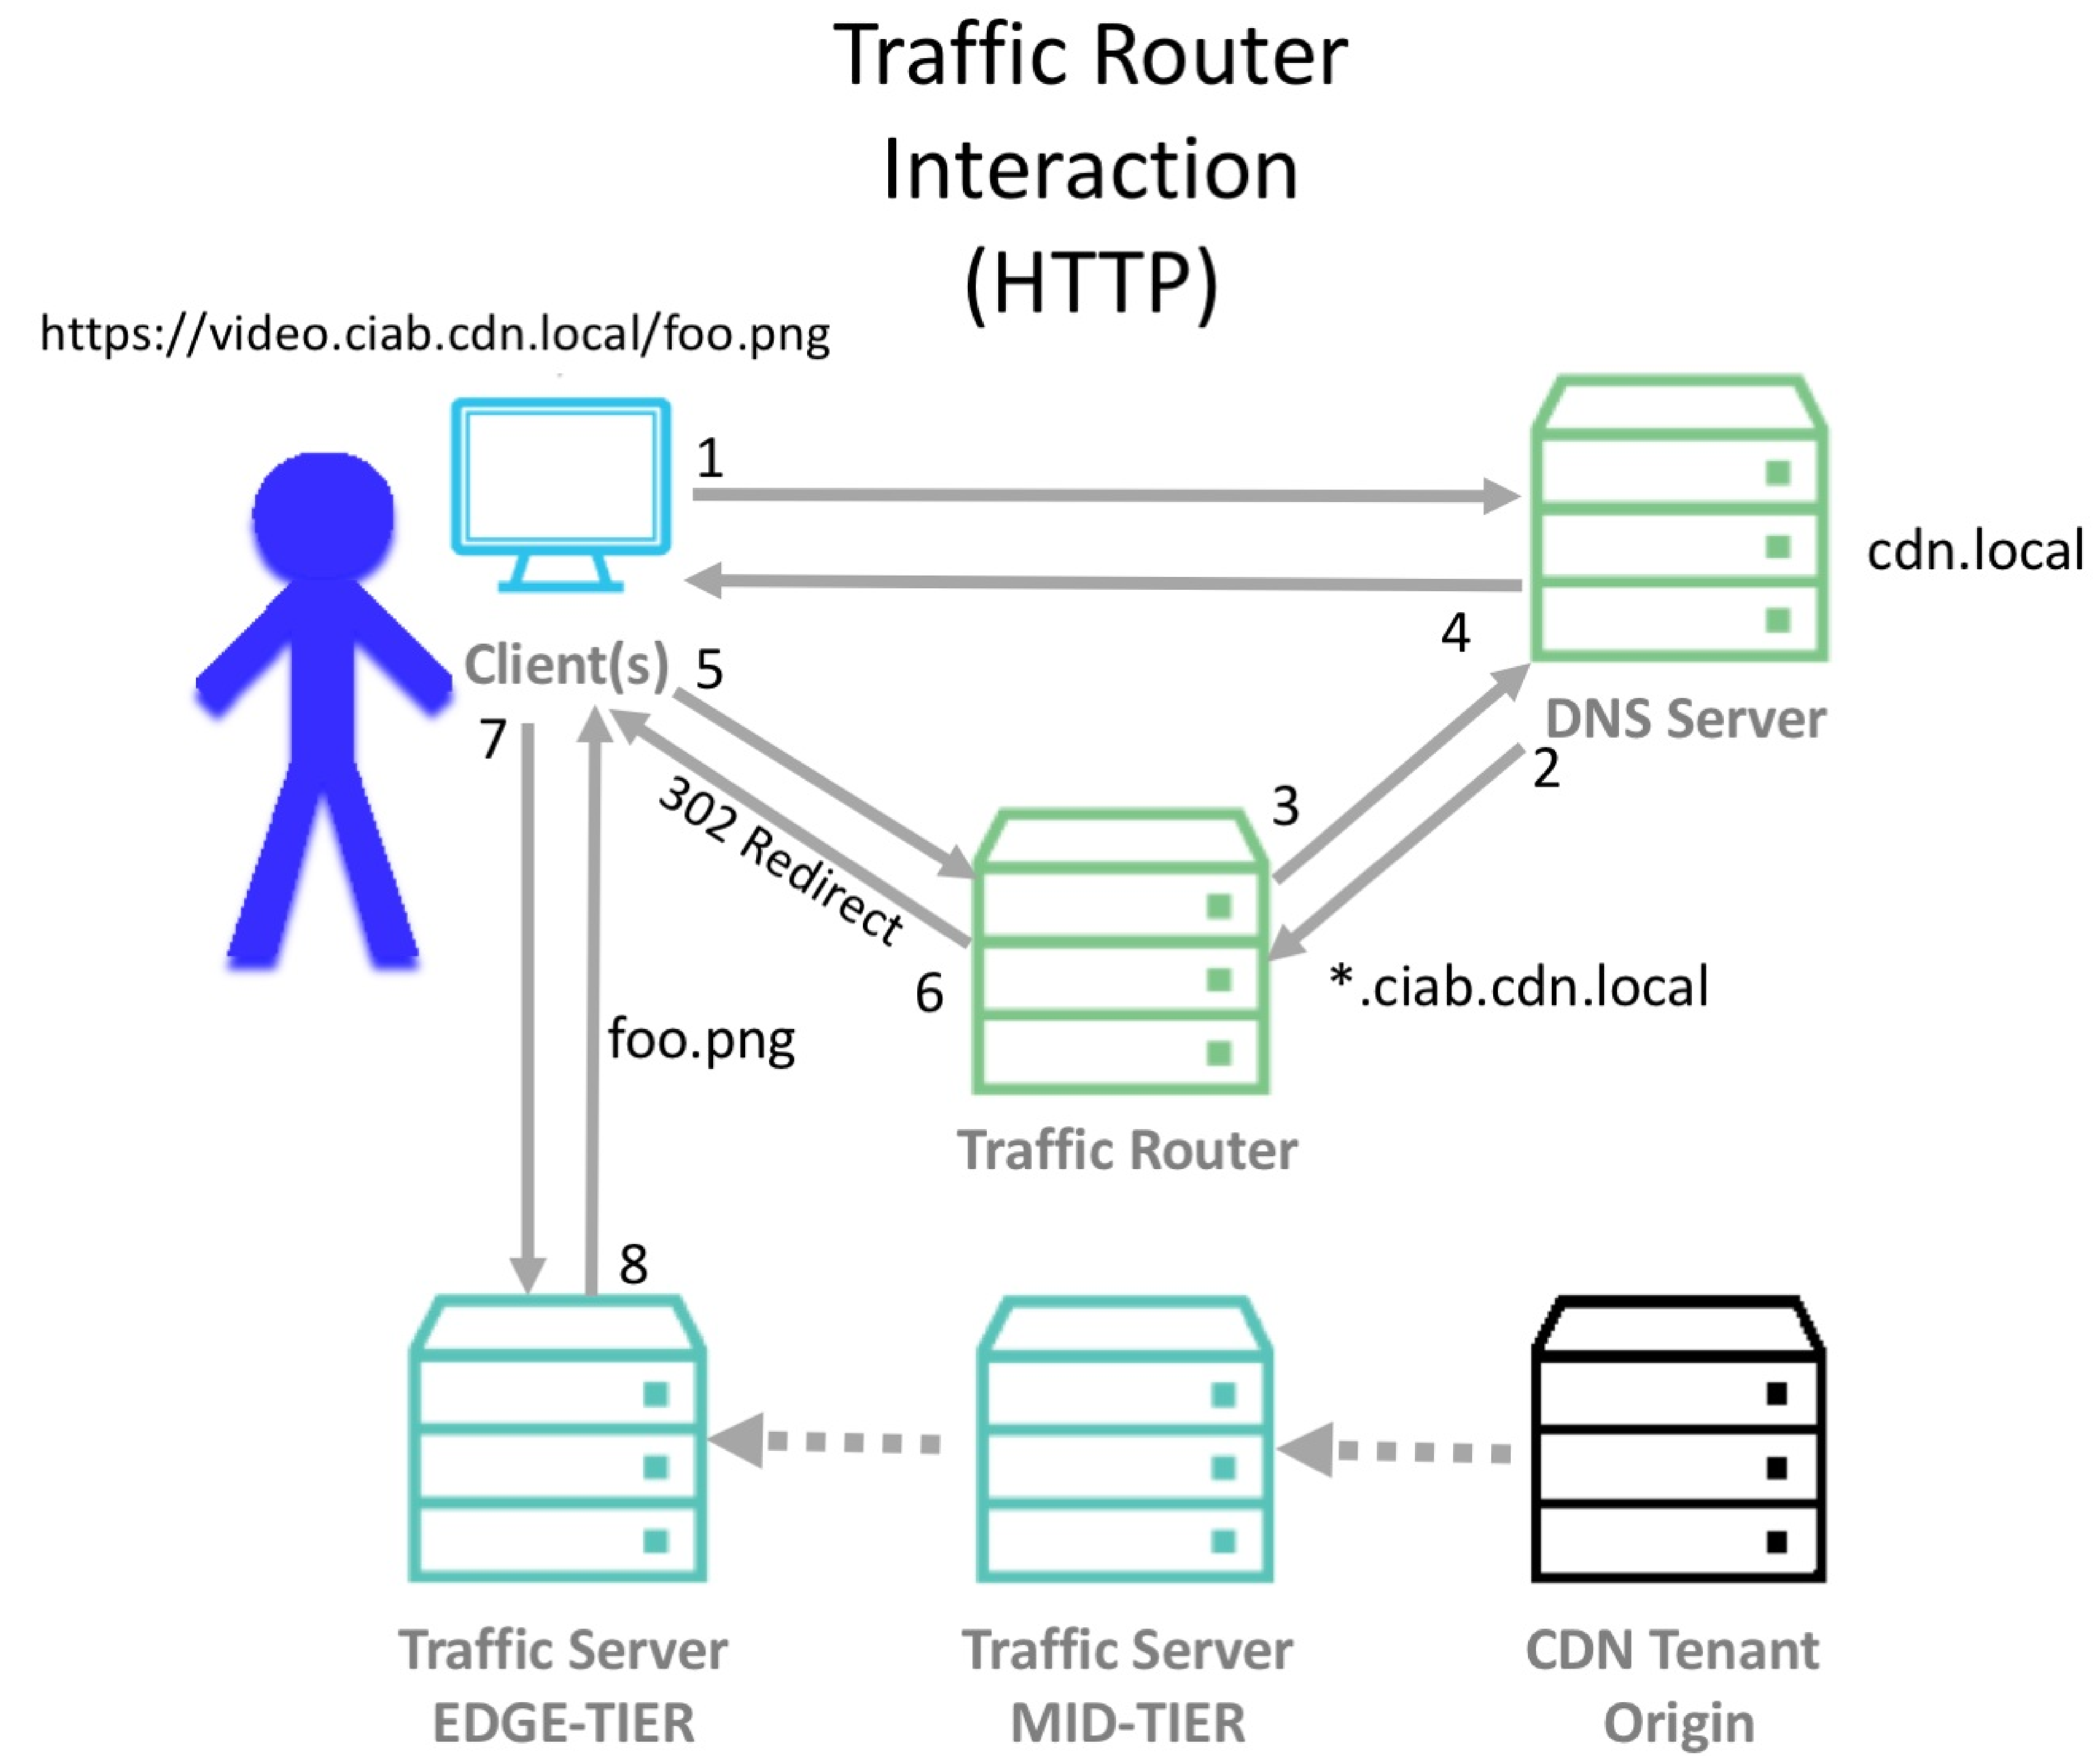 Traffic Router
Interaction
(HTTP)
https://video.ciab.cdn.local/foo.png
1
cdn.local
4
Client(s)
5
DNS Server
7
2
3
302 Redirect
6
*.ciab.cdn.local
foo.png
Traffic Router
8
Traffic Server
EDGE-TIER
Traffic Server
MID-TIER
CDN Tenant
Origin